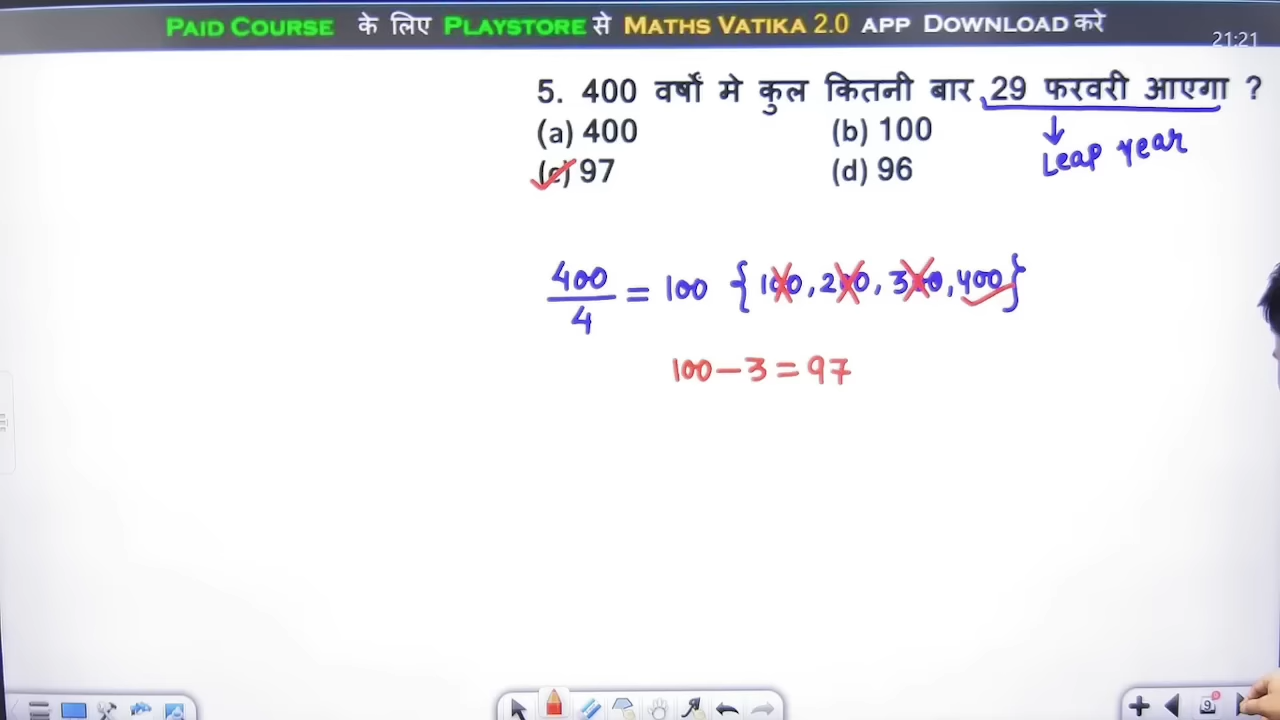 PAID COURSE के लिए PLAYSTORE से MATHS VATIKA 2.0 APP DOWNLOAD करे
21:21
5. 400 वर्षों मे कुल कितनी बार 29 फरवरी आएगा ?
(a) 400 (b) 100
(c) 97 (d) 96
Leap year
400/4 = 100 {100, 200, 300, 400}
100 - 3 = 97
9